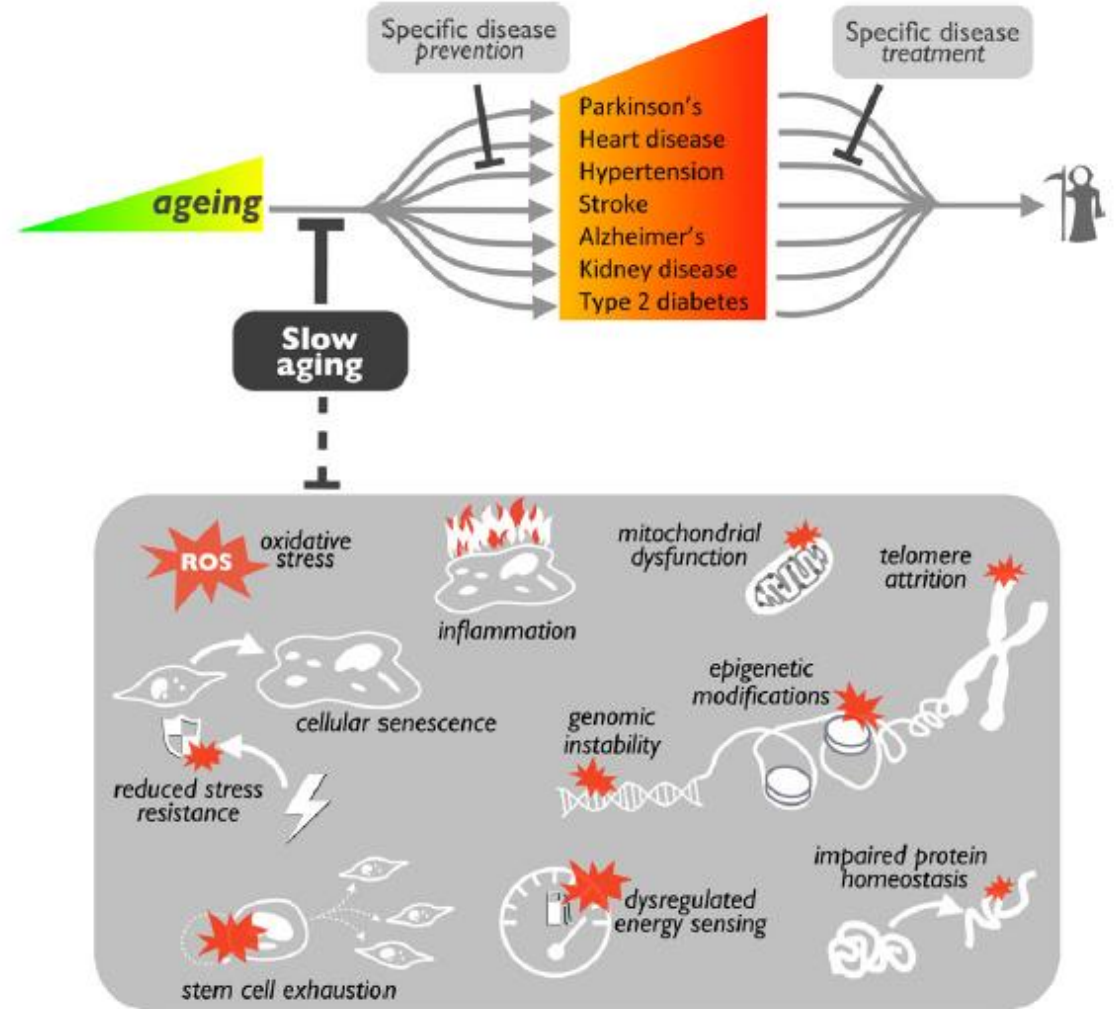 Specific disease
prevention
Specific disease
treatment
Parkinson's
Heart disease
Hypertension
Stroke
Alzheimer's
Kidney disease
Type 2 diabetes
ageing
Slow
aging
ROS
oxidative
stress
inflammation
mitochondrial
dysfunction
telomere
attrition
cellular senescence
epigenetic
modifications
genomic
instability
reduced stress
resistance
stem cell exhaustion
dysregulated
energy sensing
impaired protein
homeostasis